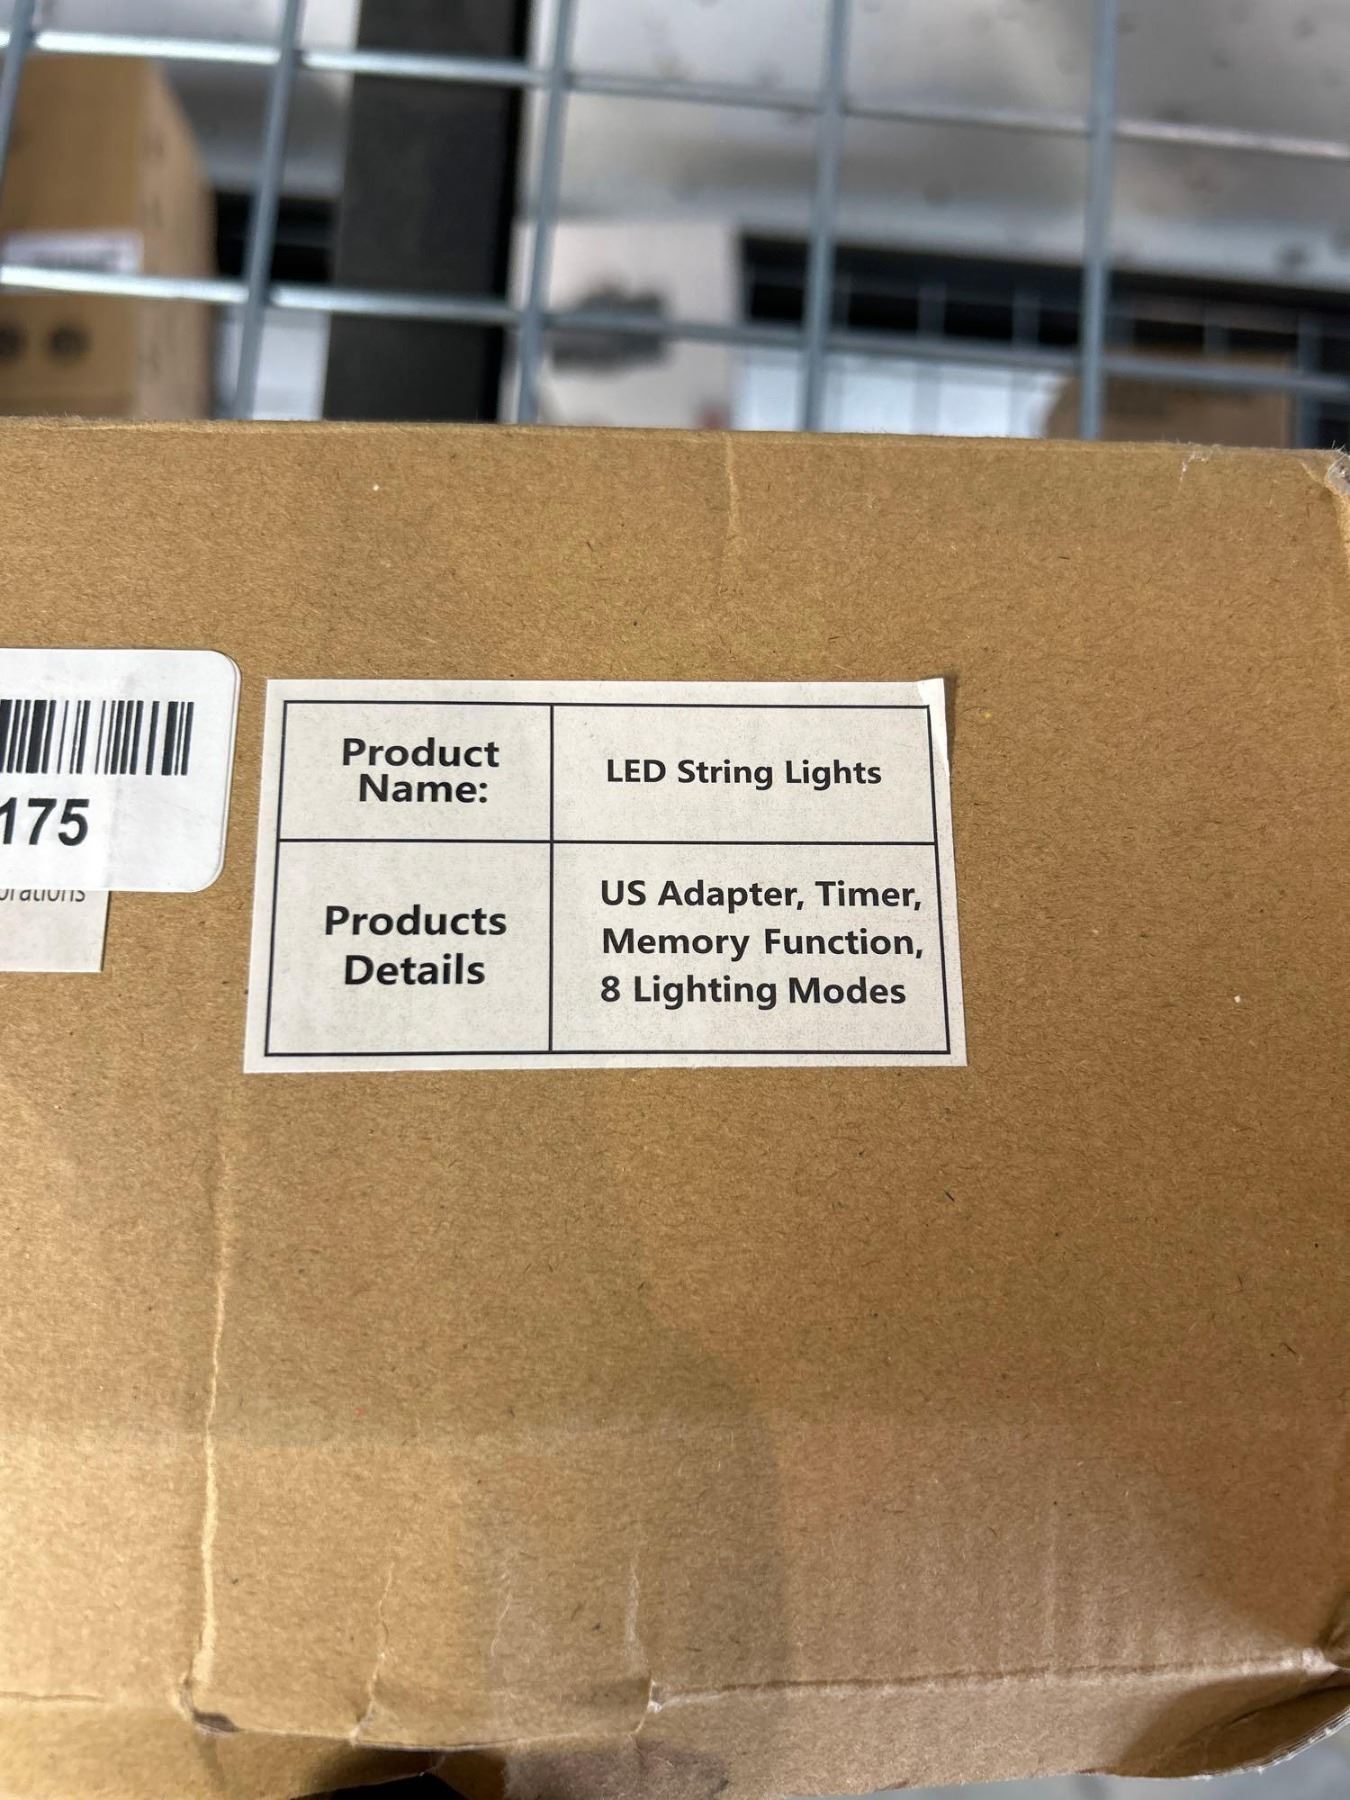 Product
Name:
LED String Lights
175
Products
Details
US Adapter, Timer,
Memory Function,
8 Lighting Modes